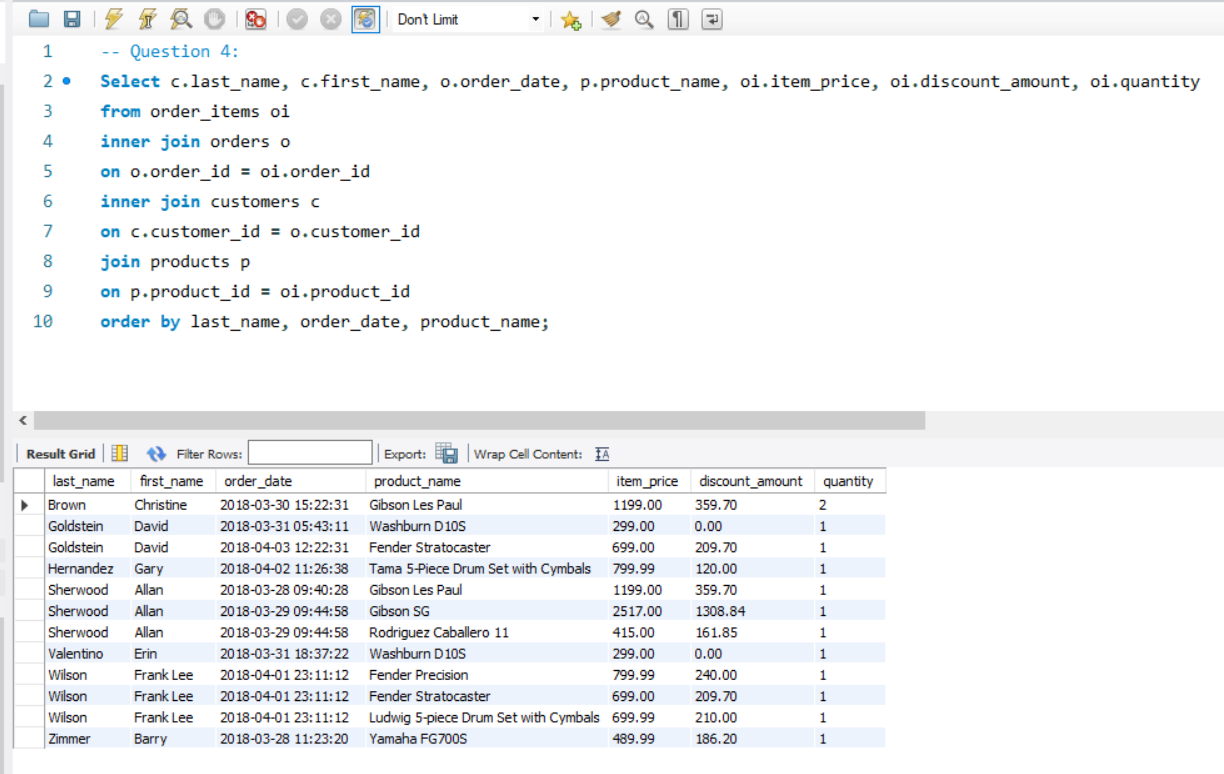 Don't Limit
1 -- Question 4:
2 Select c.last_name, c.first_name, o.order_date, p.product_name, oi.item_price, oi.discount_amount, oi.quantity
3 from order_items oi
4 inner join orders o
5 on o.order_id = oi.order_id
6 inner join customers c
7 on c.customer_id = o.customer_id
8 join products p
9 on p.product_id = oi.product_id
10 order by last_name, order_date, product_name;
Result Grid Filter Rows: Export: Wrap Cell Content: IA
last_name first_name order_date product_name item_price discount_amount quantity
Brown Christine 2018-03-30 15:22:31 Gibson Les Paul 1199.00 359.70 2
Goldstein David 2018-03-31 05:43:11 Washburn D10S 299.00 0.00 1
Goldstein David 2018-04-03 12:22:31 Fender Stratocaster 699.00 209.70 1
Hernandez Gary 2018-04-02 11:26:38 Tama 5-Piece Drum Set with Cymbals 799.99 120.00 1
Sherwood Allan 2018-03-28 09:40:28 Gibson Les Paul 1199.00 359.70 1
Sherwood Allan 2018-03-29 09:44:58 Gibson SG 2517.00 1308.84 1
Sherwood Allan 2018-03-29 09:44:58 Rodriguez Caballero 11 415.00 161.85 1
Valentino Erin 2018-03-31 18:37:22 Washburn D10S 299.00 0.00 1
Wilson Frank Lee 2018-04-01 23:11:12 Fender Precision 799.99 240.00 1
Wilson Frank Lee 2018-04-01 23:11:12 Fender Stratocaster 699.00 209.70 1
Wilson Frank Lee 2018-04-01 23:11:12 Ludwig 5-piece Drum Set with Cymbals 699.99 210.00 1
Zimmer Barry 2018-03-28 11:23:20 Yamaha FG700S 489.99 186.20 1